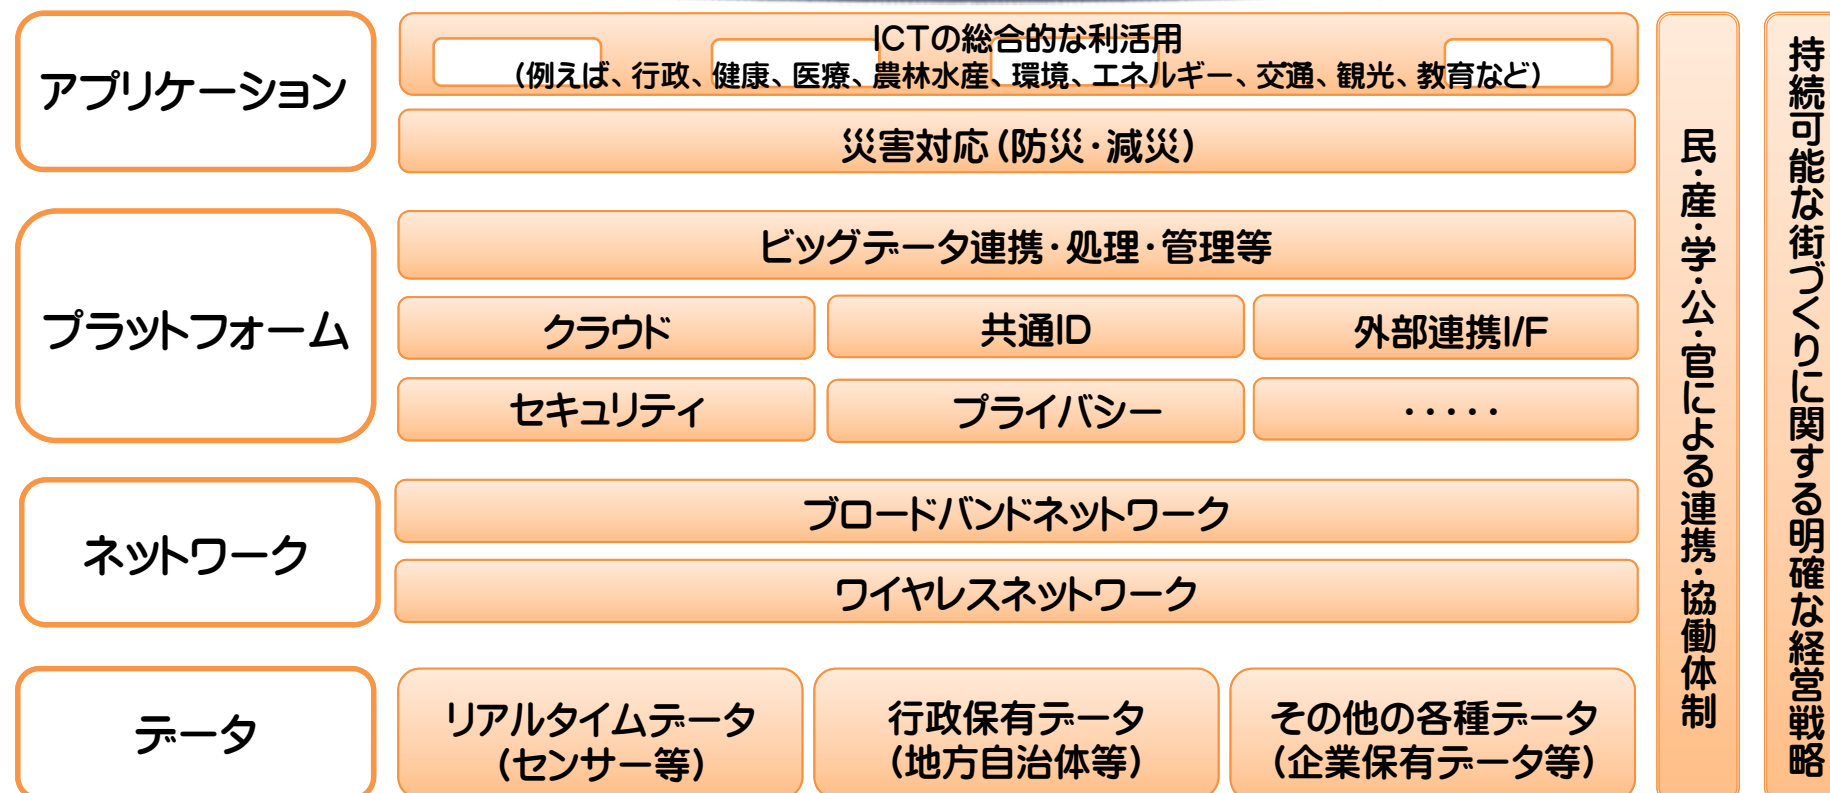 アプリケーション
ICTの総合的な利活用
(例えば、行政、健康、医療、農林水産、環境、エネルギー、交通、観光、教育など)
災害対応(防災・減災)
プラットフォーム
ビッグデータ連携・処理・管理等
クラウド
共通ID
外部連携I/F
セキュリティ
プライバシー
・・・・・
ネットワーク
ブロードバンドネットワーク
ワイヤレスネットワーク
データ
リアルタイムデータ
(センサー等)
行政保有データ
(地方自治体等)
その他の各種データ
(企業保有データ等)
民・産・学・公・官による連携・協働体制
持続可能な街づくりに関する明確な経営戦略